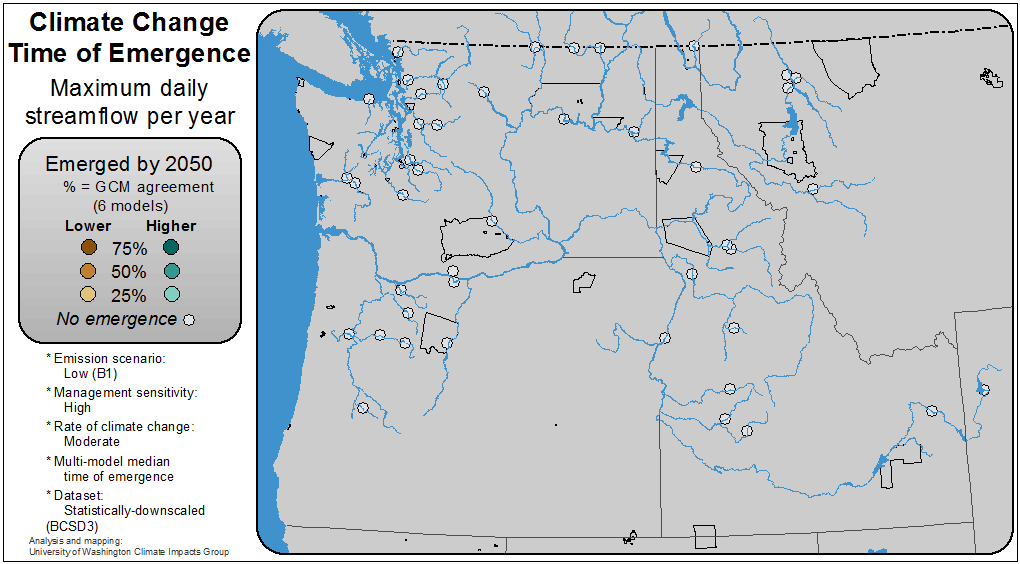 Climate Change
Time of Emergence
Maximum daily
streamflow per year
Emerged by 2050
% = GCM agreement
(6 models)
Lower Higher
75%
50%
25%
No emergence
* Emission scenario:
Low (B1)
* Management sensitivity:
High
* Rate of climate change:
Moderate
* Multi-model median
time of emergence
* Dataset:
Statistically-downscaled
(BCSD3)
Analysis and mapping:
University of Washington Climate Impacts Group